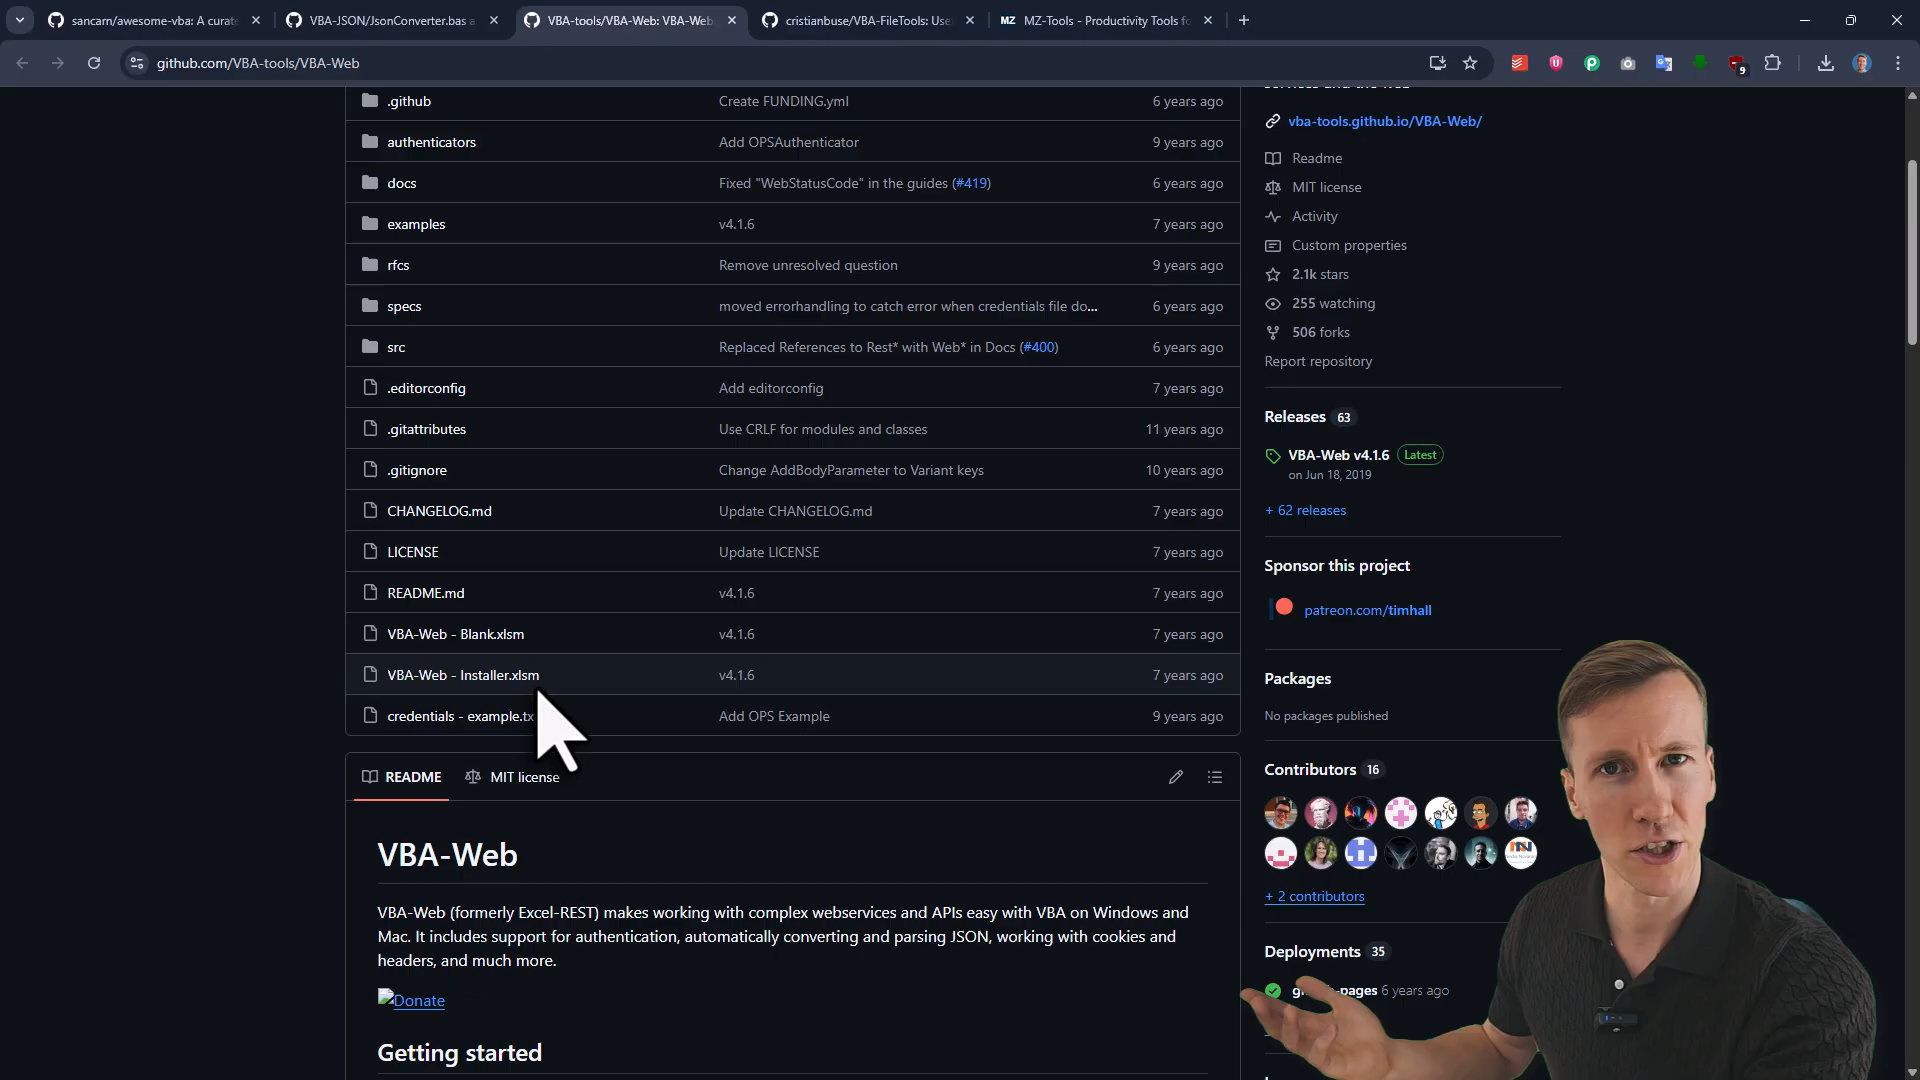 sancarn/awesome-vba: A curate
VBA-JSON/JsonConverter.bas a
VBA-tools/VBA-Web: VBA-Web
cristianbuse/VBA-FileTools: Use
MZ MZ-Tools - Productivity Tools fo
github.com/VBA-tools/VBA-Web
9
.github Create FUNDING.yml 6 years ago
authenticators Add OPSAuthenticator 9 years ago
docs Fixed "WebStatusCode" in the guides (#419) 6 years ago
examples v4.1.6 7 years ago
rfcs Remove unresolved question 9 years ago
specs moved errorhandling to catch error when credentials file do... 6 years ago
src Replaced References to Rest* with Web* in Docs (#400) 6 years ago
.editorconfig Add editorconfig 7 years ago
.gitattributes Use CRLF for modules and classes 11 years ago
.gitignore Change AddBodyParameter to Variant keys 10 years ago
CHANGELOG.md Update CHANGELOG.md 7 years ago
LICENSE Update LICENSE 7 years ago
README.md v4.1.6 7 years ago
VBA-Web - Blank.xlsm v4.1.6 7 years ago
VBA-Web - Installer.xlsm v4.1.6 7 years ago
credentials - example.tx Add OPS Example 9 years ago
README MIT license
VBA-Web
VBA-Web (formerly Excel-REST) makes working with complex webservices and APIs easy with VBA on Windows and
Mac. It includes support for authentication, automatically converting and parsing JSON, working with cookies and
headers, and much more.
Donate
Getting started
vba-tools.github.io/VBA-Web/
Readme
MIT license
Activity
Custom properties
2.1k stars
255 watching
506 forks
Report repository
Releases 63
VBA-Web v4.1.6 Latest
on Jun 18, 2019
+ 62 releases
Sponsor this project
patreon.com/timhall
Packages
No packages published
Contributors 16
+ 2 contributors
Deployments 35
pages 6 years ago